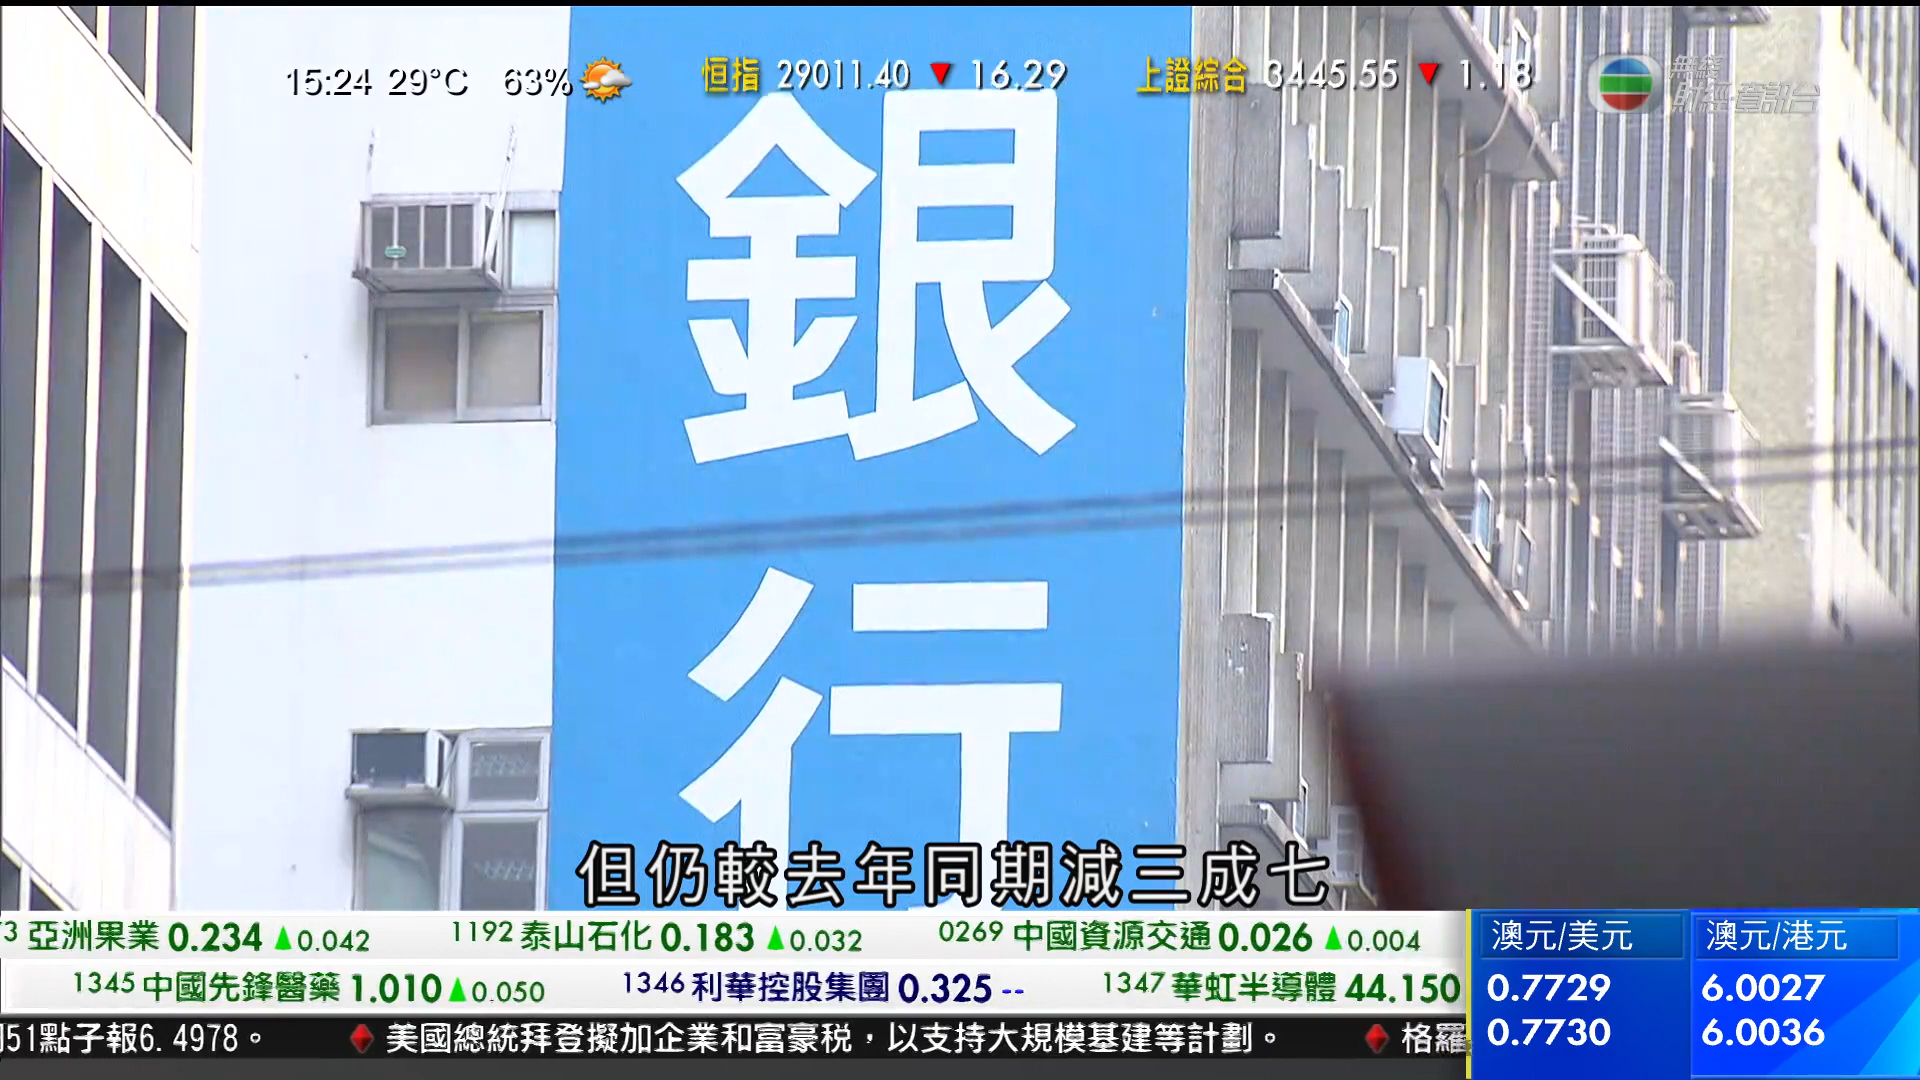 15:24 29°C 63%
恒指 29011.40 ▼ 16.29
上證綜合 3445.55 ▼ 1.18
無綫
財經·資訊台
銀
行
但仍較去年同期減三成七
73 亞洲果業 0.234 ▲0.042 1192 泰山石化 0.183 ▲0.032 0269 中國資源交通 0.026 ▲0.004
1345 中國先鋒醫藥 1.010 ▲0.050 1346 利華控股集團 0.325 -- 1347 華虹半導體 44.150
51點子報6.4978。 ♦ 美國總統拜登擬加企業和富豪稅，以支持大規模基建等計劃。 ♦ 格羅
澳元/美元
0.7729
0.7730
澳元/港元
6.0027
6.0036